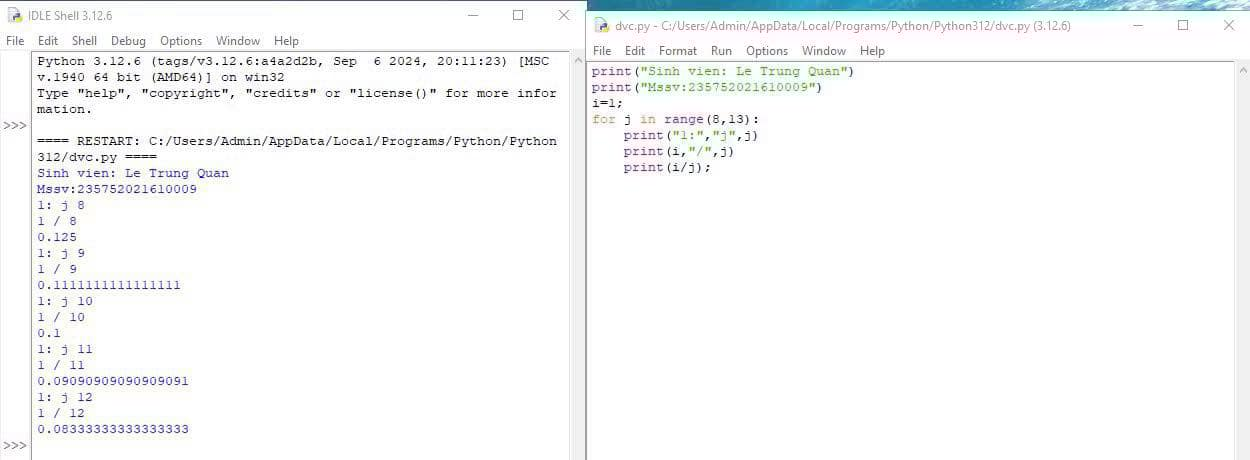 IDLE Shell 3.12.6
File Edit Shell Debug Options Window Help
Python 3.12.6 (tags/v3.12.6:a4a2d2b, Sep  6 2024, 20:11:23) [MSC
v.1940 64 bit (AMD64)] on win32
Type "help", "copyright", "credits" or "license()" for more infor
mation.
>>>
==== RESTART: C:/Users/Admin/AppData/Local/Programs/Python/Python
312/dvc.py ====
Sinh vien: Le Trung Quan
Mssv:235752021610009
1: j 8
1 / 8
0.125
1: j 9
1 / 9
0.1111111111111111
1: j 10
1 / 10
0.1
1: j 11
1 / 11
0.09090909090909091
1: j 12
1 / 12
0.08333333333333333
>>>
dvc.py - C:/Users/Admin/AppData/Local/Programs/Python/Python312/dvc.py (3.12.6)
File Edit Format Run Options Window Help
print("Sinh vien: Le Trung Quan")
print("Mssv:235752021610009")
i=1;
for j in range(8,13):
    print("1:","j",j)
    print(i,"/",j)
    print(i/j);